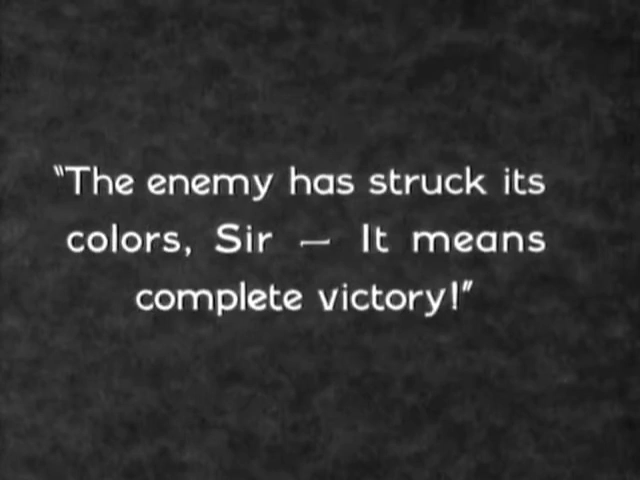 "The enemy has struck its
colors, Sir — It means
complete victory!"